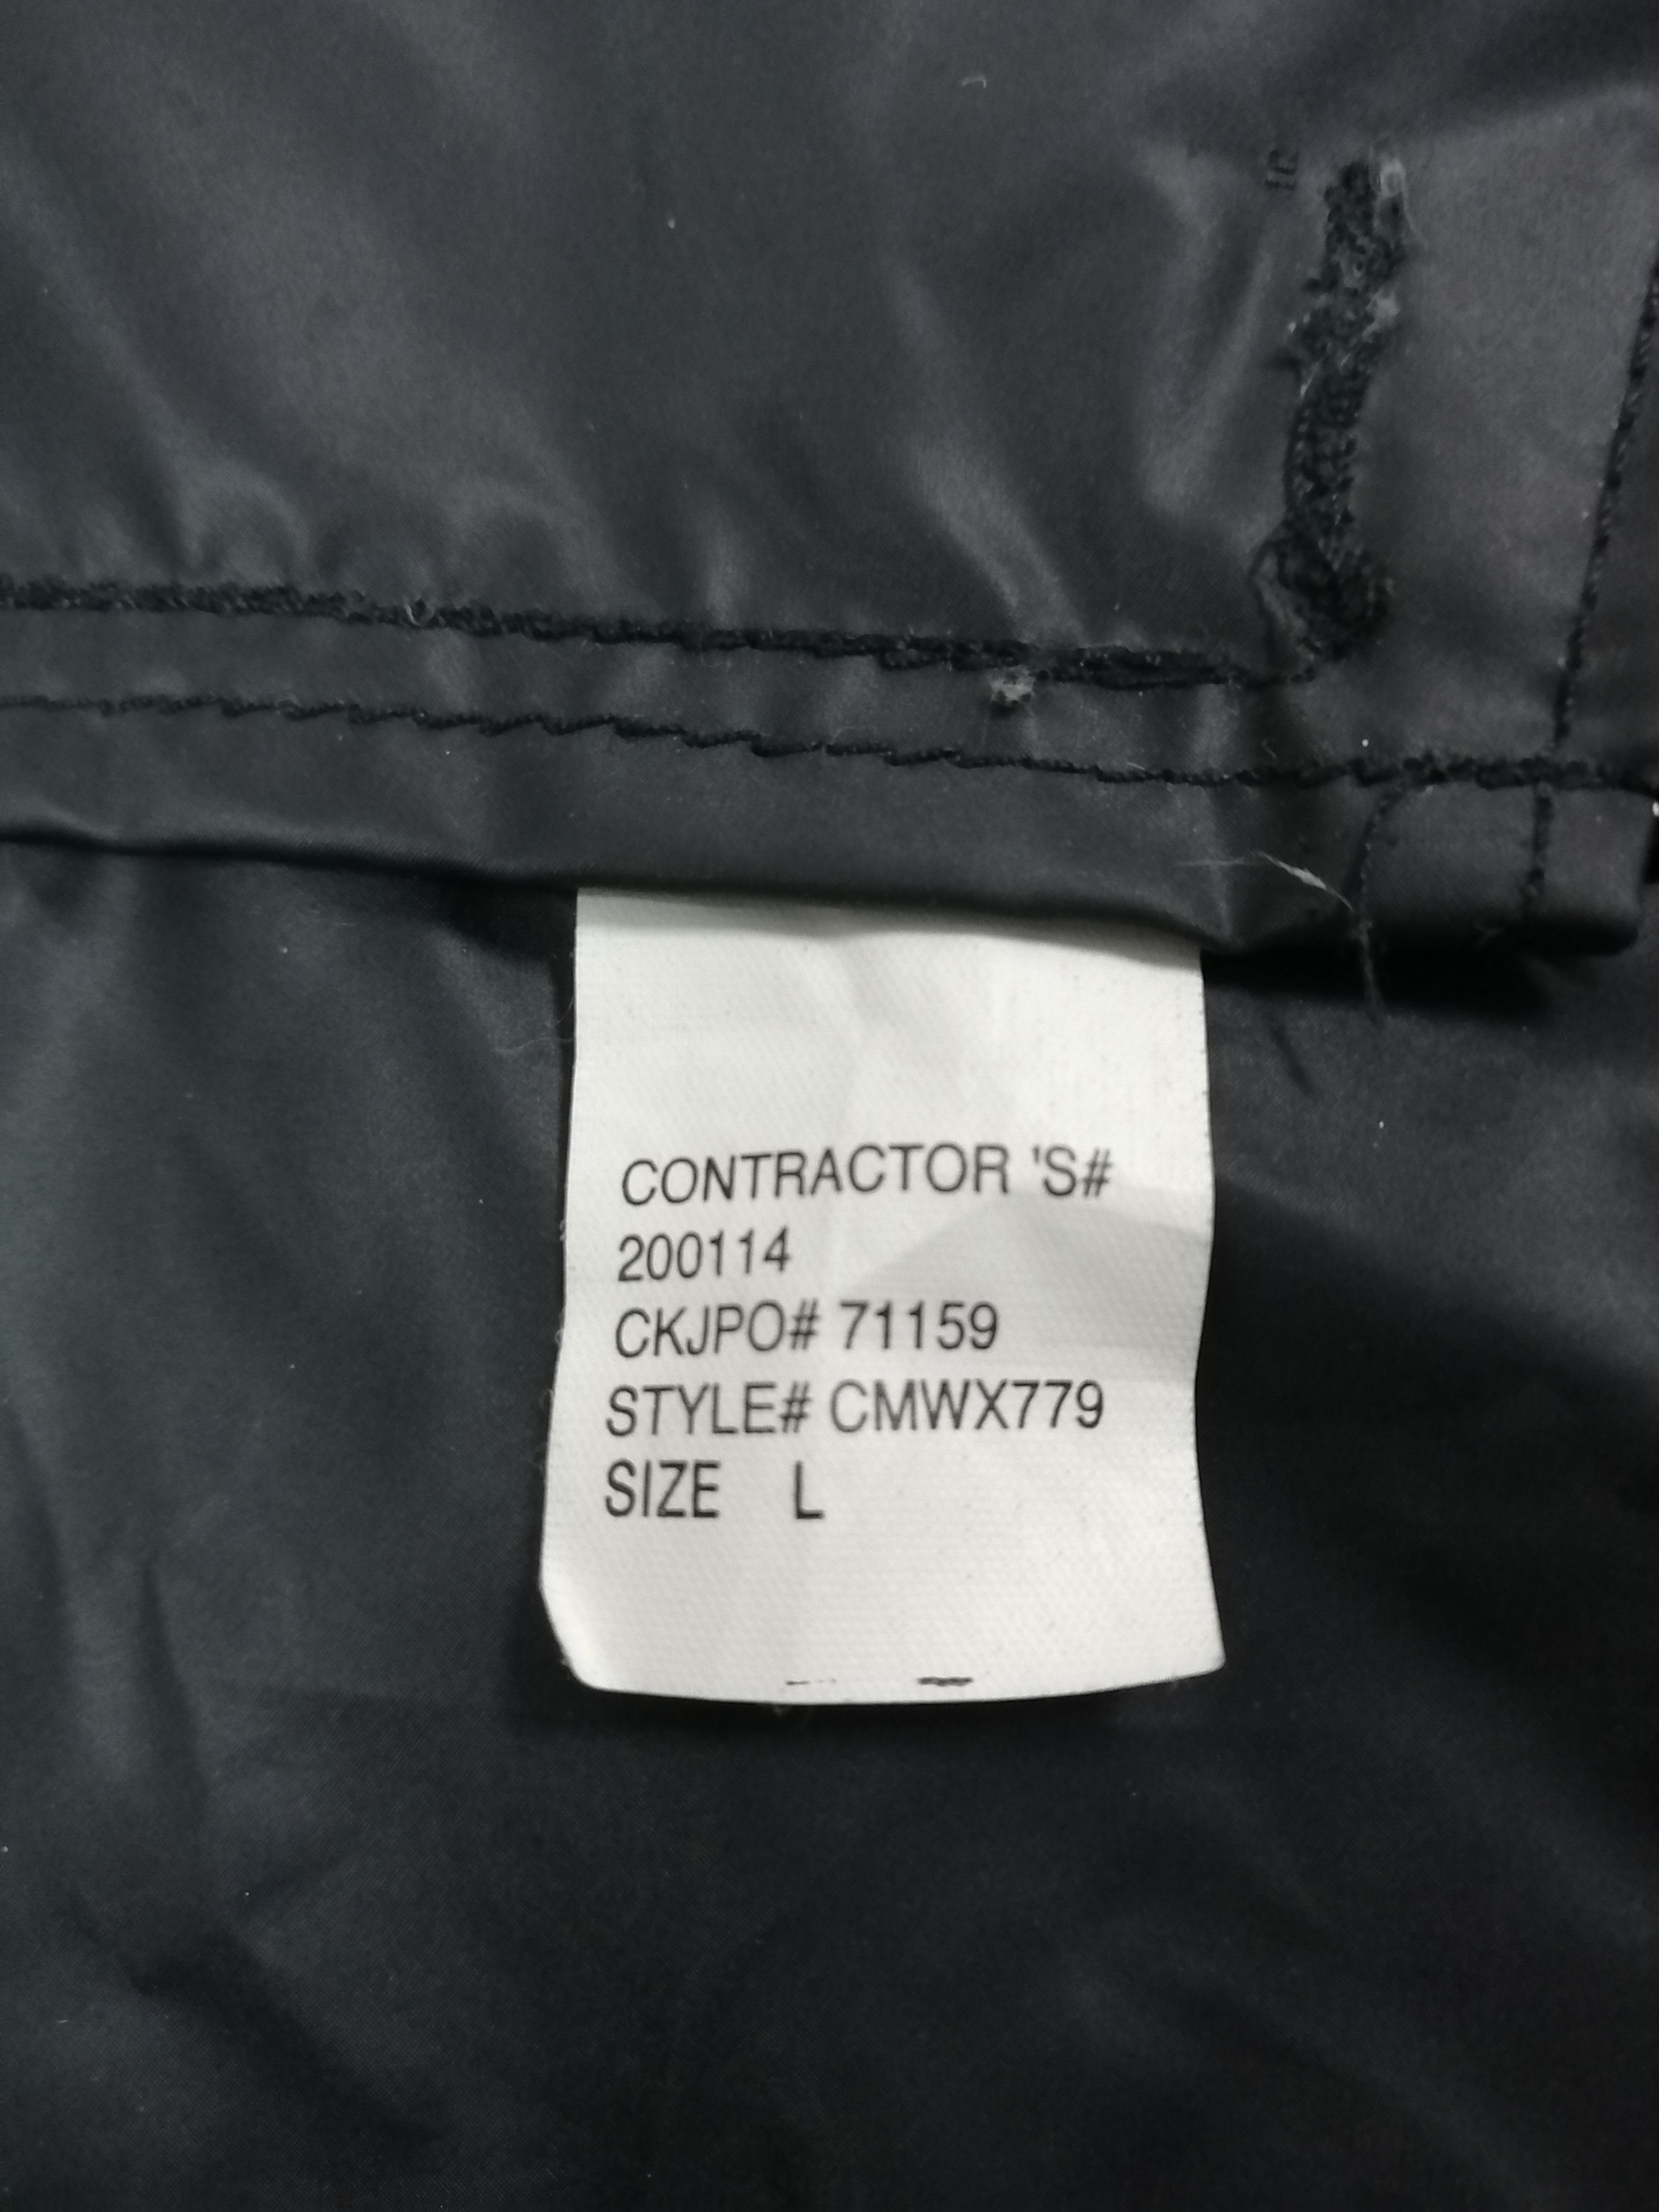 CONTRACTOR 'S#
200114
CKJPO# 71159
STYLE# CMWX779
SIZE L